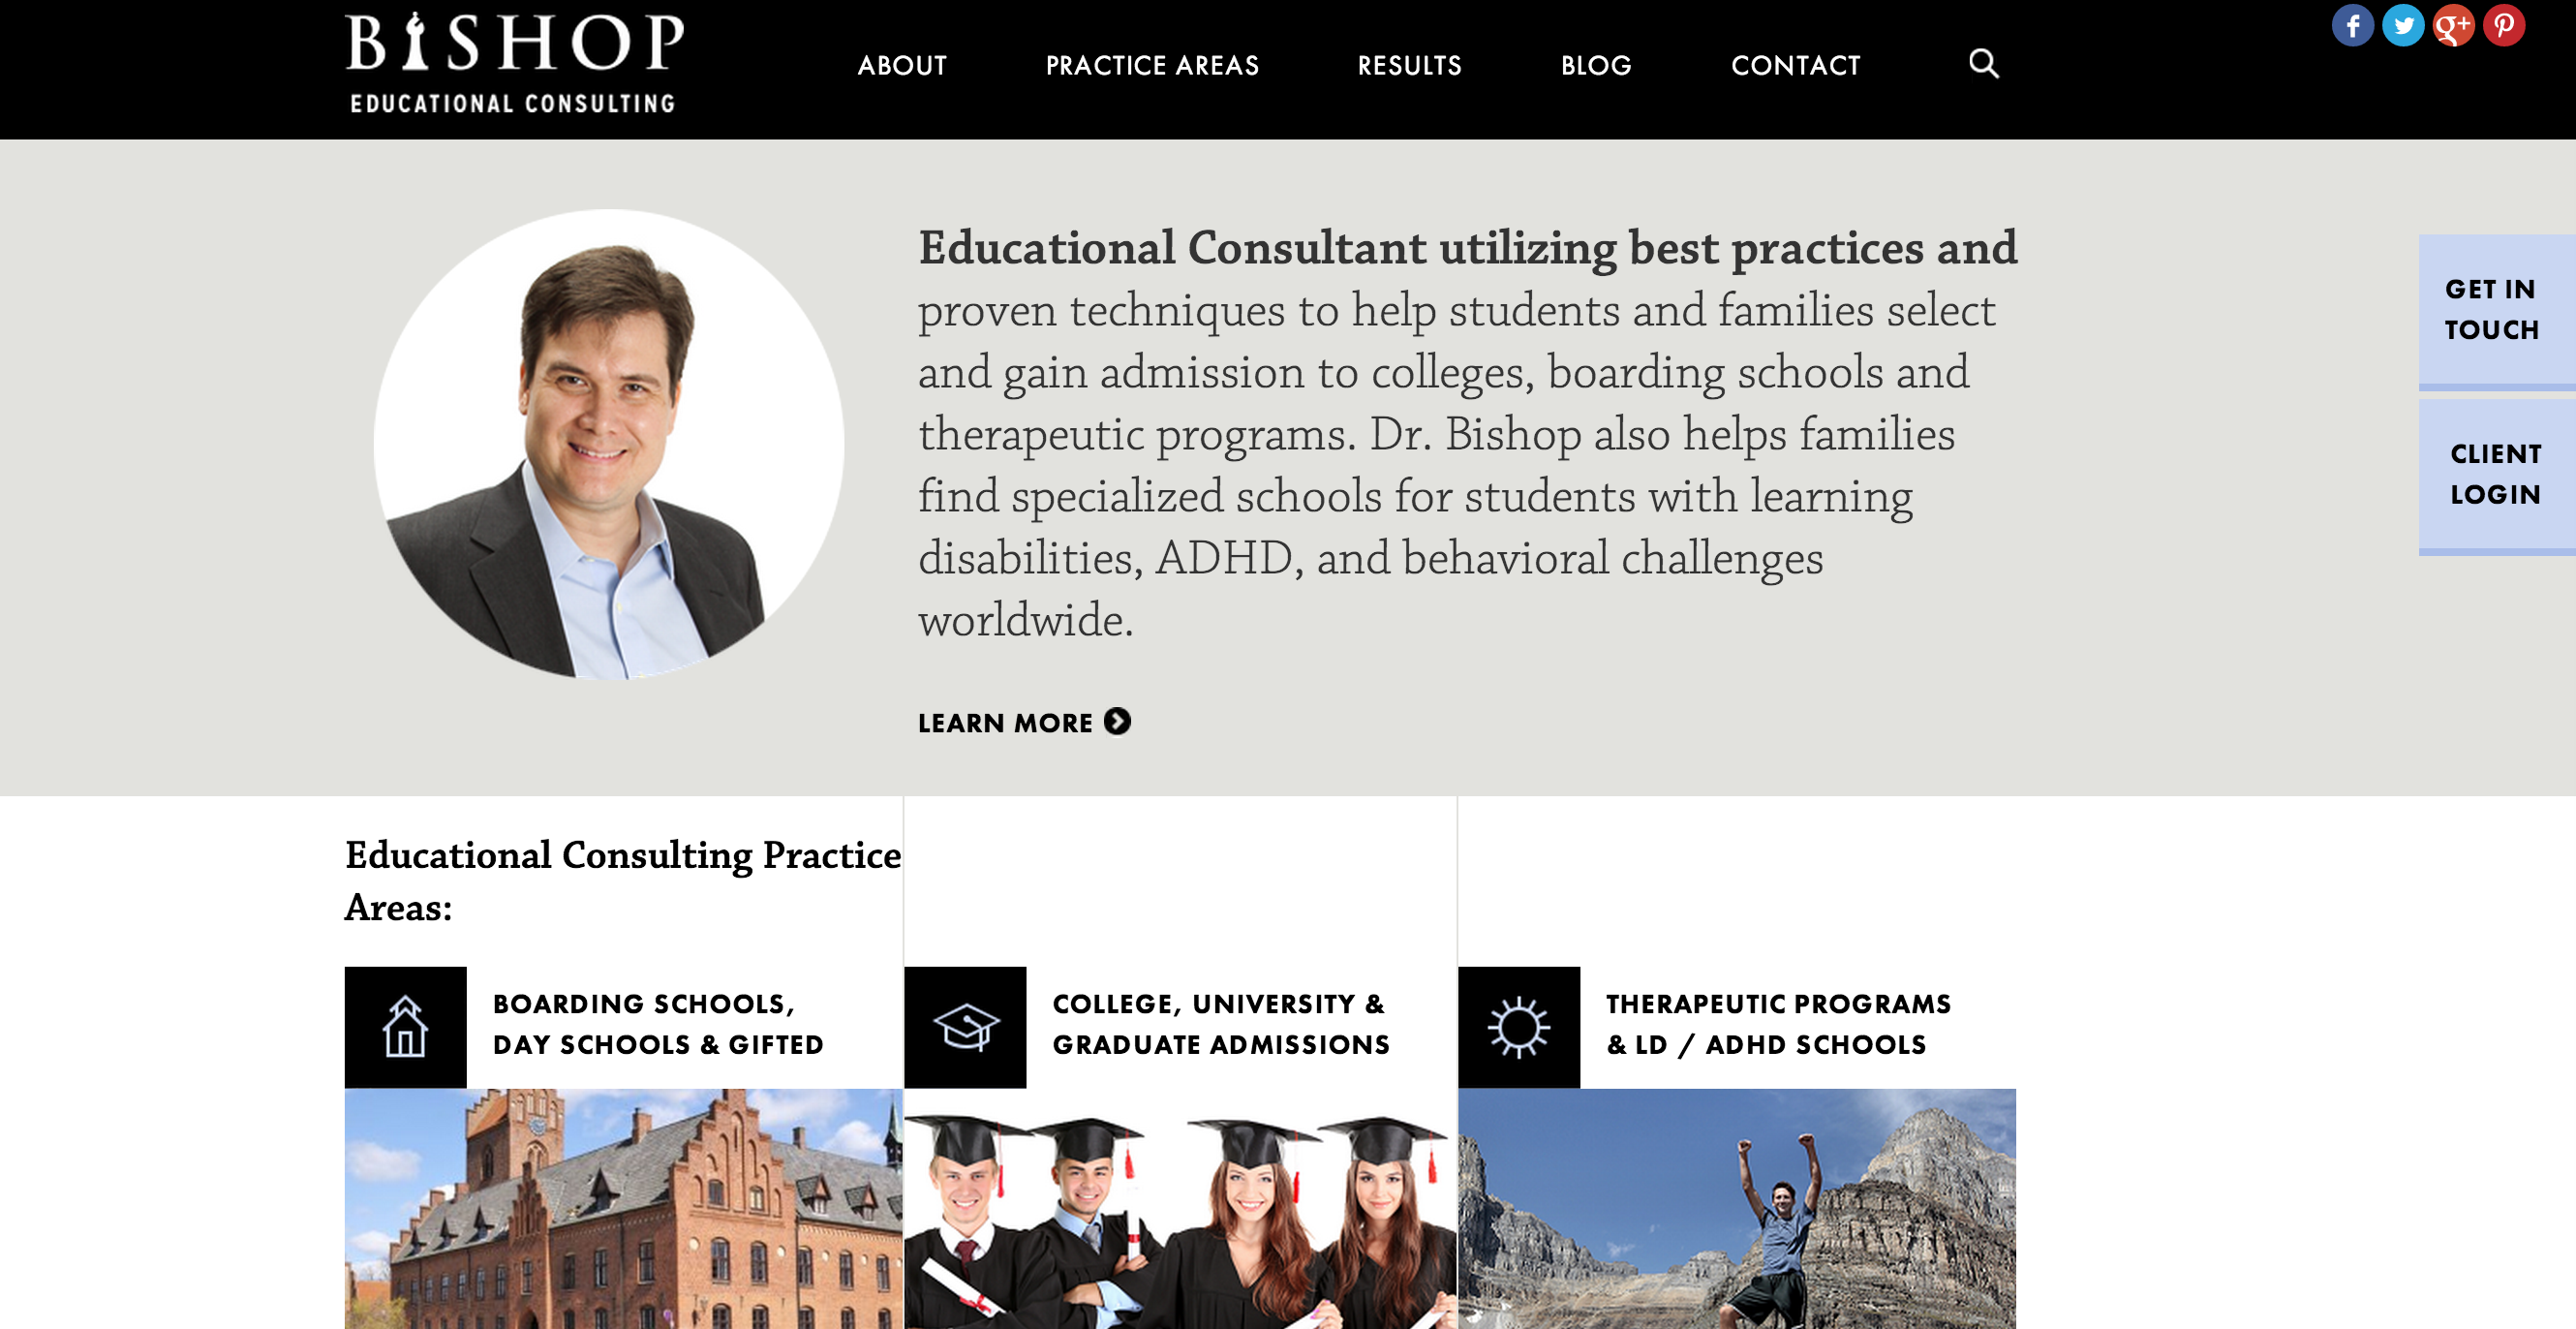 BISHOP
EDUCATIONAL CONSULTING
ABOUT
PRACTICE AREAS
RESULTS
BLOG
CONTACT
f
g+
GET IN
TOUCH
CLIENT
LOGIN
Educational Consultant utilizing best practices and
proven techniques to help students and families select
and gain admission to colleges, boarding schools and
therapeutic programs. Dr. Bishop also helps families
find specialized schools for students with learning
disabilities, ADHD, and behavioral challenges
worldwide.
LEARN MORE
Educational Consulting Practice
Areas:
BOARDING SCHOOLS,
DAY SCHOOLS & GIFTED
COLLEGE, UNIVERSITY &
GRADUATE ADMISSIONS
THERAPEUTIC PROGRAMS
& LD / ADHD SCHOOLS